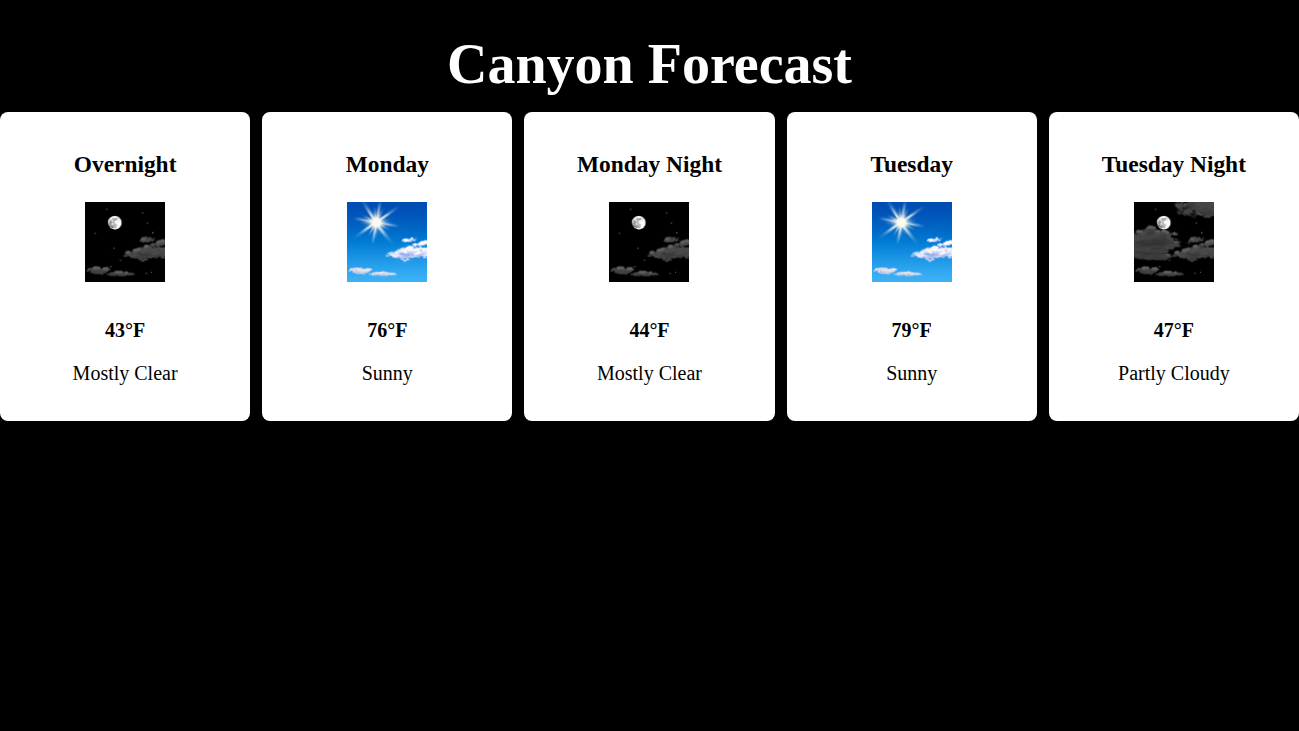 Canyon Forecast
Overnight
43°F
Mostly Clear
Monday
76°F
Sunny
Monday Night
44°F
Mostly Clear
Tuesday
79°F
Sunny
Tuesday Night
47°F
Partly Cloudy